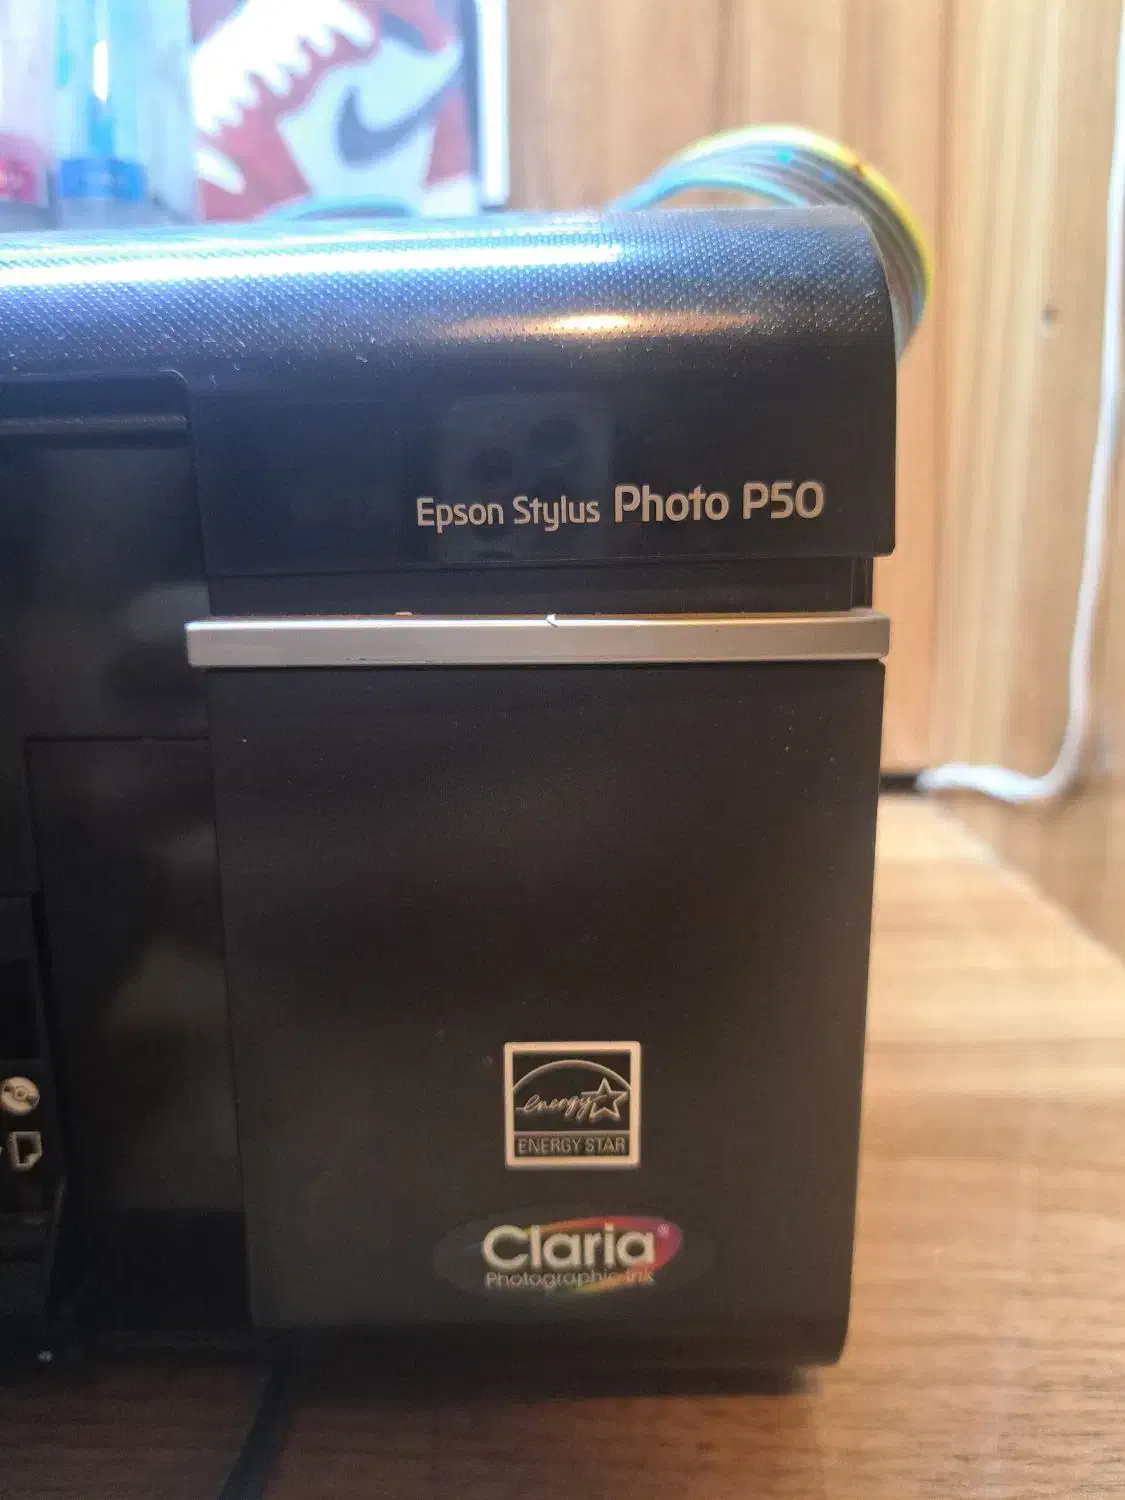 Epson Stylus Photo P50
energy
ENERGY STAR
Claria®
Photographic Ink